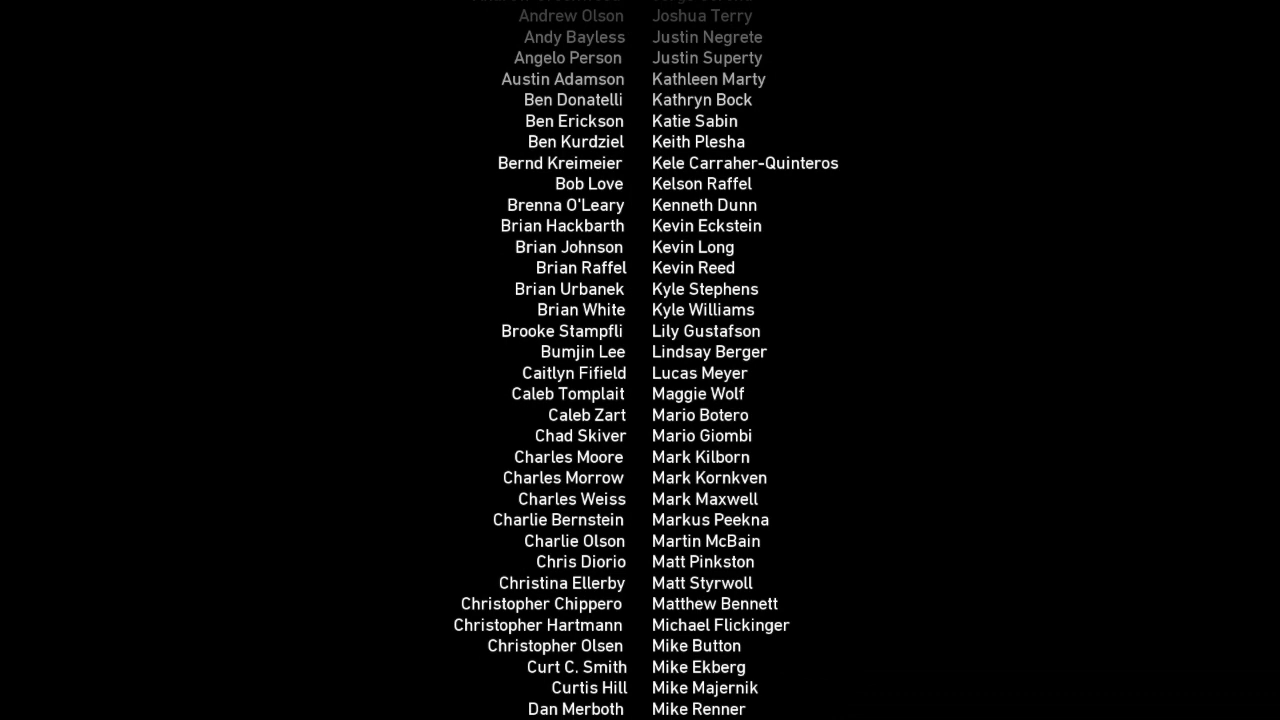 Andrew Olson Joshua Terry
Andy Bayless Justin Negrete
Angelo Person Justin Superty
Austin Adamson Kathleen Marty
Ben Donatelli Kathryn Bock
Ben Erickson Katie Sabin
Ben Kurdziel Keith Plesha
Bernd Kreimeier Kele Carraher-Quinteros
Bob Love Kelson Raffel
Brenna O'Leary Kenneth Dunn
Brian Hackbarth Kevin Eckstein
Brian Johnson Kevin Long
Brian Raffel Kevin Reed
Brian Urbanek Kyle Stephens
Brian White Kyle Williams
Brooke Stampfli Lily Gustafson
Bumjin Lee Lindsay Berger
Caitlyn Fifield Lucas Meyer
Caleb Tomplait Maggie Wolf
Caleb Zart Mario Botero
Chad Skiver Mario Giombi
Charles Moore Mark Kilborn
Charles Morrow Mark Kornkven
Charles Weiss Mark Maxwell
Charlie Bernstein Markus Peekna
Charlie Olson Martin McBain
Chris Diorio Matt Pinkston
Christina Ellerby Matt Styrwoll
Christopher Chippero Matthew Bennett
Christopher Hartmann Michael Flickinger
Christopher Olsen Mike Button
Curt C. Smith Mike Ekberg
Curtis Hill Mike Majernik
Dan Merboth Mike Renner